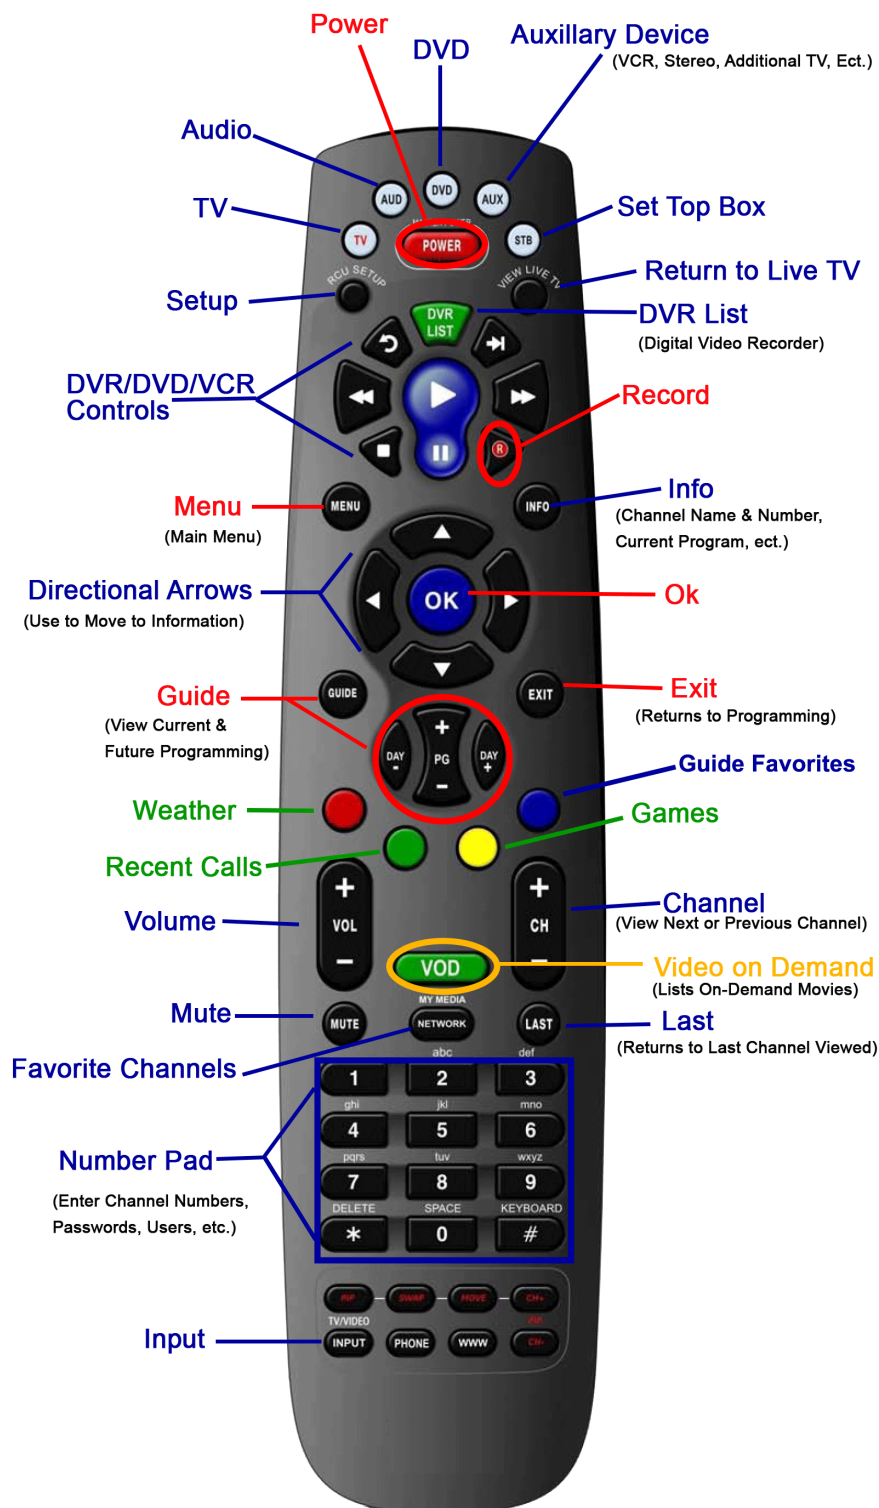 Power
DVD
Auxillary Device
(VCR, Stereo, Additional TV, Ect.)
Audio
AUD
DVD
AUX
TV
TV
POWER
STB
Set Top Box
RCU SETUP
VIEW LIVE TV
Return to Live TV
Setup
DVR
LIST
DVR List
(Digital Video Recorder)
DVR/DVD/VCR
Controls
Record
R
Menu
(Main Menu)
MENU
INFO
Info
(Channel Name & Number,
Current Program, ect.)
Directional Arrows
(Use to Move to Information)
OK
Ok
Guide
(View Current &
Future Programming)
GUIDE
EXIT
Exit
(Returns to Programming)
DAY
-
+
PG
-
DAY
+
Guide Favorites
Weather
Games
Recent Calls
Volume
+
VOL
-
+
CH
-
Channel
(View Next or Previous Channel)
VOD
Video on Demand
(Lists On-Demand Movies)
Mute
MUTE
MY MEDIA
NETWORK
LAST
Last
(Returns to Last Channel Viewed)
Favorite Channels
abc def
1 2 3
ghi jkl mno
4 5 6
pqrs tuv wxyz
7 8 9
DELETE SPACE KEYBOARD
* 0 #
Number Pad
(Enter Channel Numbers,
Passwords, Users, etc.)
PIP SWAP MOVE CH+
TV/VIDEO
Input
INPUT PHONE WWW CH-